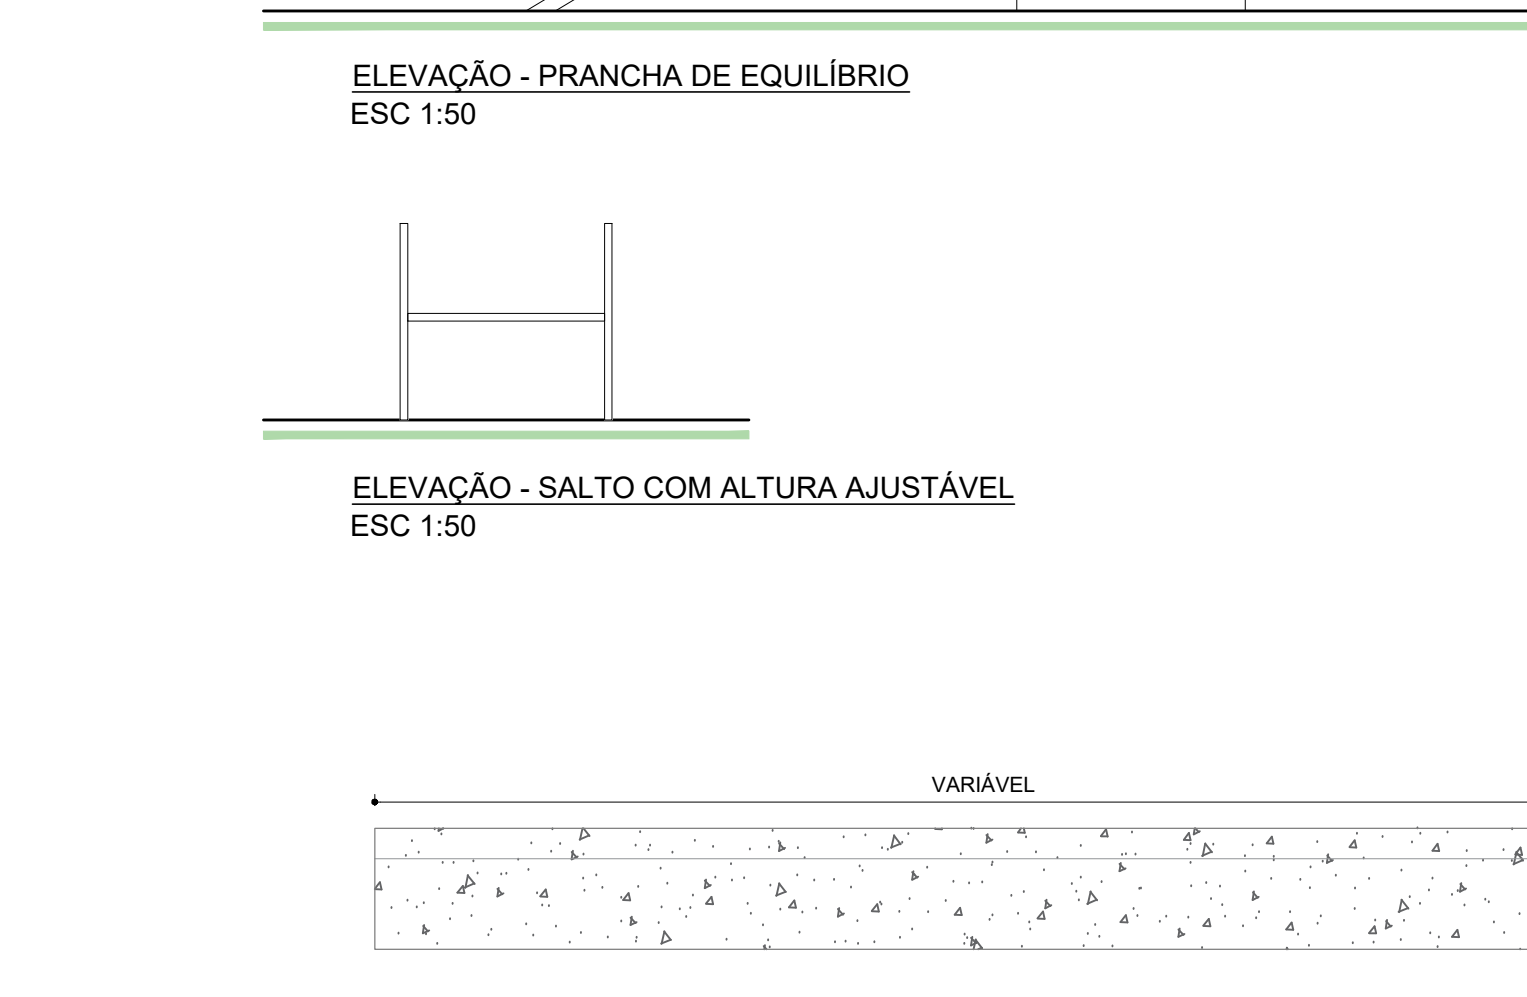 ELEVAÇÃO - PRANCHA DE EQUILÍBRIO
ESC 1:50
ELEVAÇÃO - SALTO COM ALTURA AJUSTÁVEL
ESC 1:50
VARIÁVEL